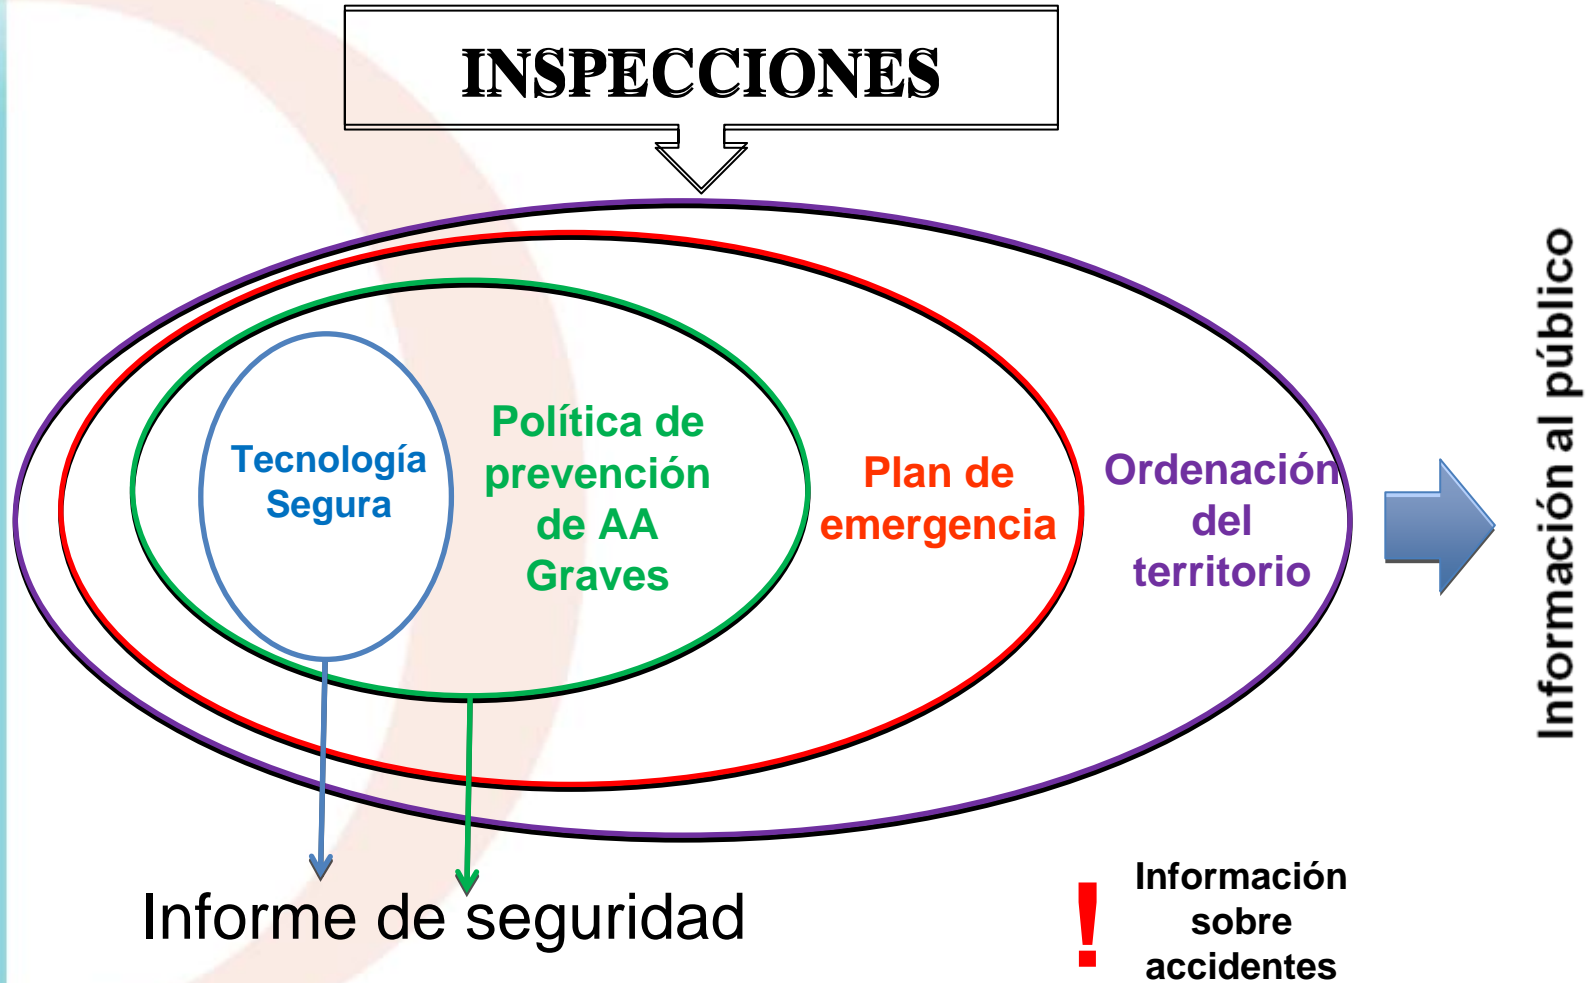 INSPECCIONES
Tecnología
Segura
Política de
prevención
de AA
Graves
Plan de
emergencia
Ordenación
del
territorio
Información al público
Informe de seguridad
!
Información
sobre
accidentes